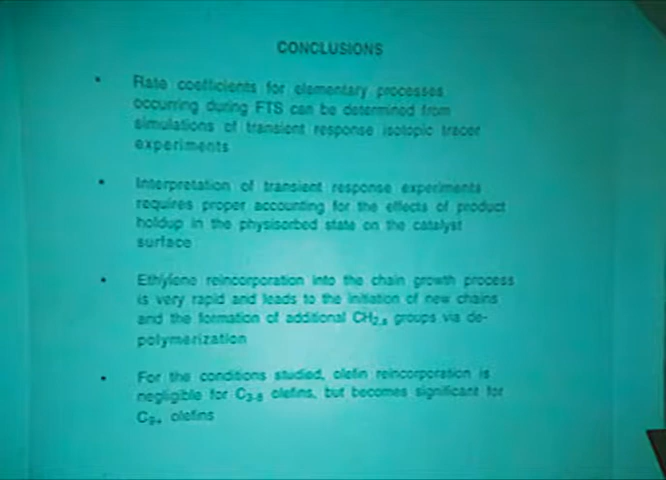 CONCLUSIONS
• Rate coefficients for elementary processes
occurring during FTS can be determined from
simulations of transient response isotopic tracer
experiments
• Interpretation of transient response experiments
requires proper accounting for the effects of product
holdup in the physisorbed state on the catalyst
surface
• Ethylene reincorporation into the chain growth process
is very rapid and leads to the initiation of new chains
and the formation of additional CH₂,ₛ groups via de-
polymerization
• For the conditions studied, olefin reincorporation is
negligible for C₃₋₈ olefins, but becomes significant for
C₉₊ olefins